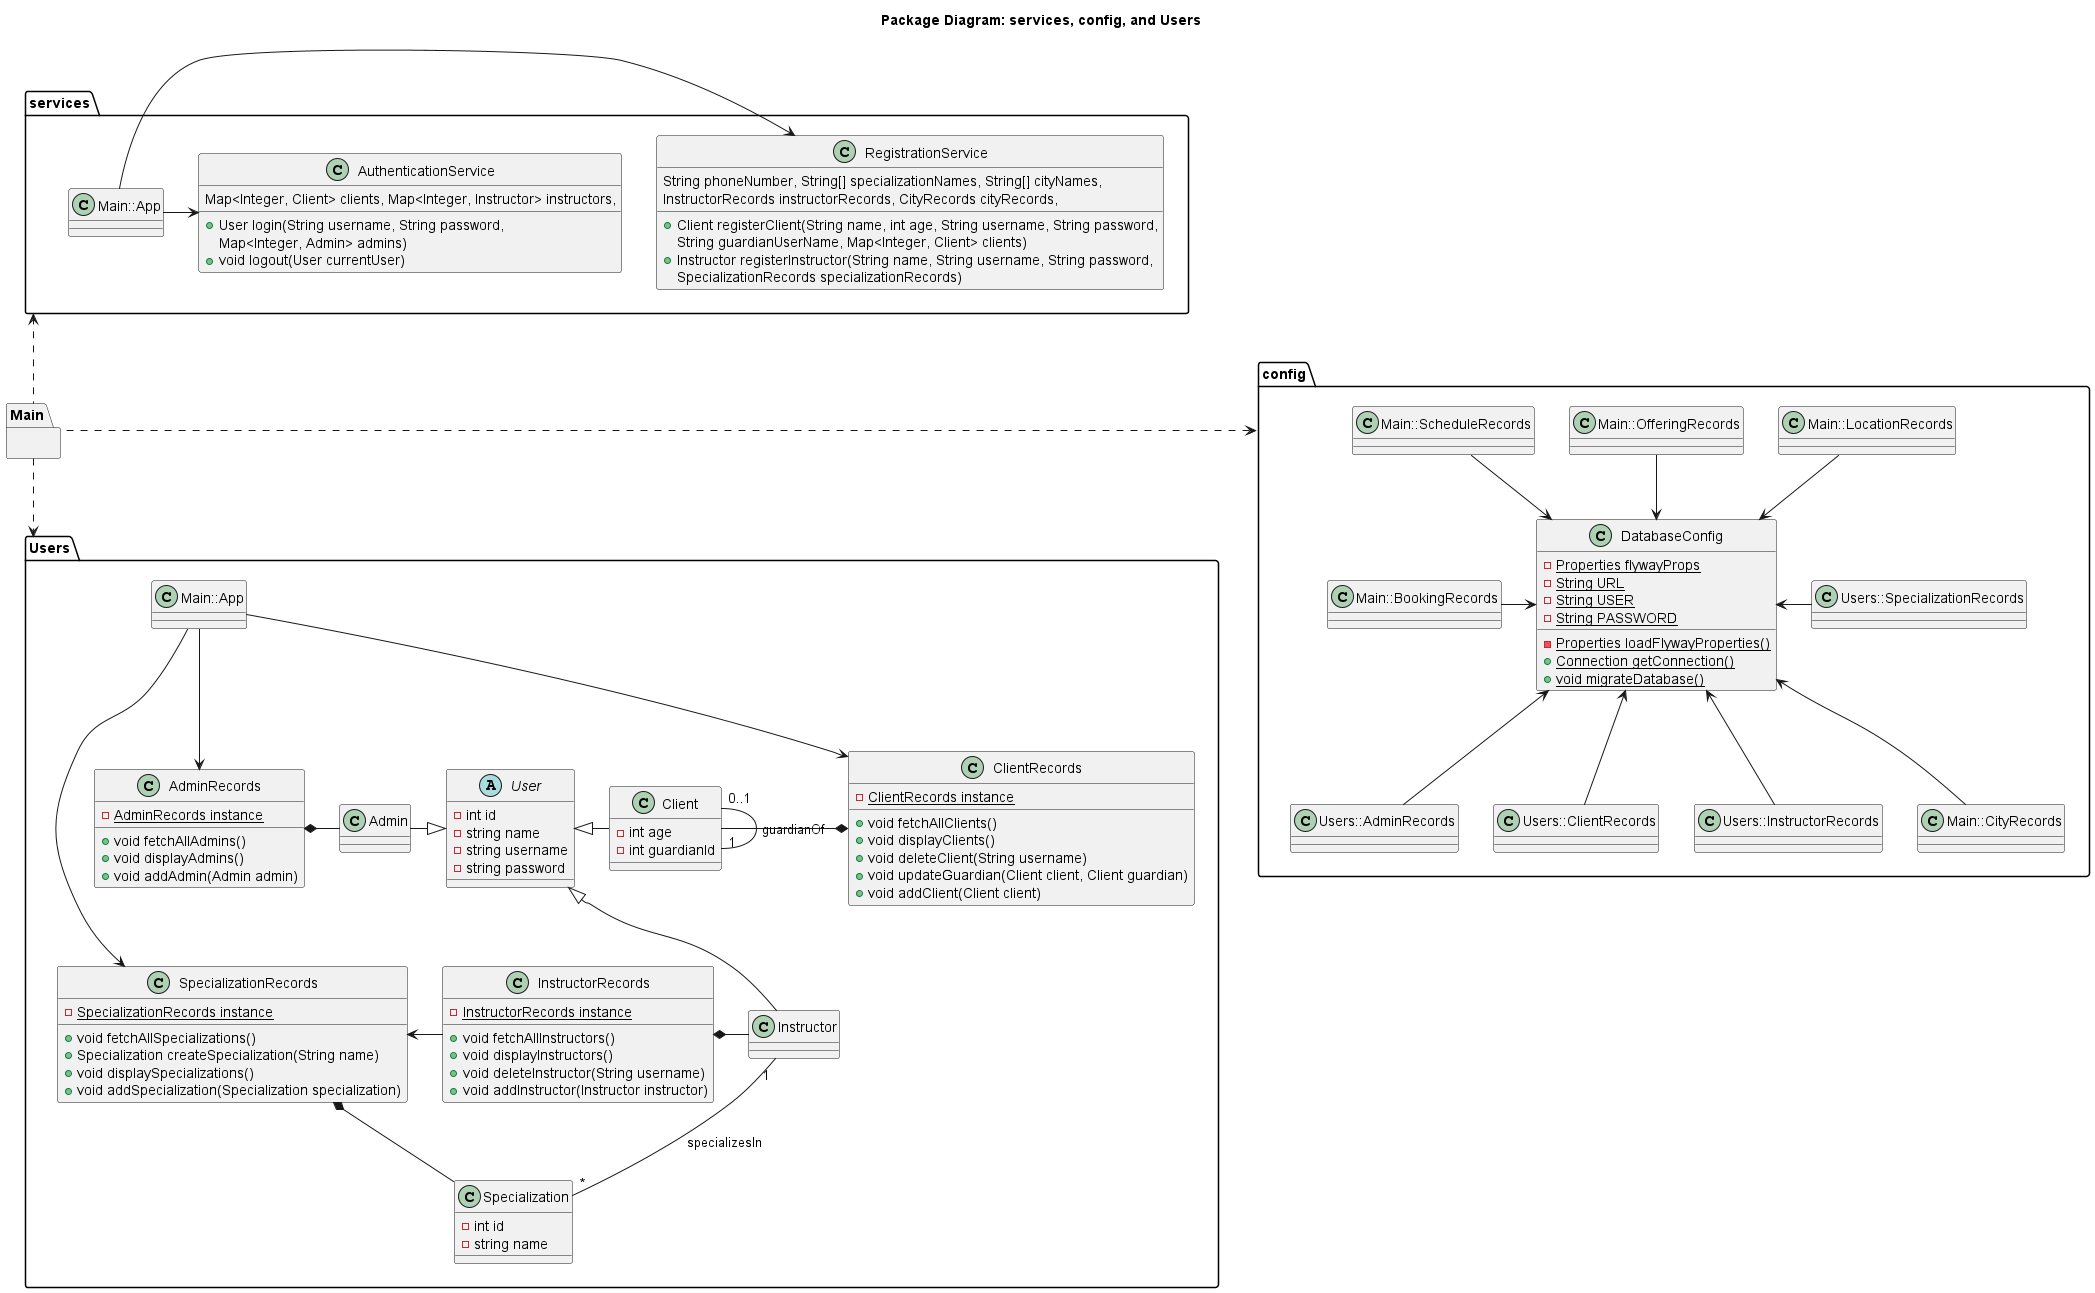 Package Diagram: services, config, and Users
services
C Main::App
C AuthenticationService
Map<Integer, Client> clients, Map<Integer, Instructor> instructors,
User login(String username, String password,
Map<Integer, Admin> admins)
void logout(User currentUser)
C RegistrationService
String phoneNumber, String[] specializationNames, String[] cityNames,
InstructorRecords instructorRecords, CityRecords cityRecords,
Client registerClient(String name, int age, String username, String password,
String guardianUserName, Map<Integer, Client> clients)
Instructor registerInstructor(String name, String username, String password,
SpecializationRecords specializationRecords)
Main
config
C Main::ScheduleRecords
C Main::OfferingRecords
C Main::LocationRecords
C DatabaseConfig
Properties flywayProps
String URL
String USER
String PASSWORD
Properties loadFlywayProperties()
Connection getConnection()
void migrateDatabase()
C Main::BookingRecords
C Users::SpecializationRecords
C Users::AdminRecords
C Users::ClientRecords
C Users::InstructorRecords
C Main::CityRecords
Users
C Main::App
C AdminRecords
AdminRecords instance
void fetchAllAdmins()
void displayAdmins()
void addAdmin(Admin admin)
C Admin
A User
int id
string name
string username
string password
C Client
int age
int guardianId
0..1
1
guardianOf
C ClientRecords
ClientRecords instance
void fetchAllClients()
void displayClients()
void deleteClient(String username)
void updateGuardian(Client client, Client guardian)
void addClient(Client client)
C SpecializationRecords
SpecializationRecords instance
void fetchAllSpecializations()
Specialization createSpecialization(String name)
void displaySpecializations()
void addSpecialization(Specialization specialization)
C InstructorRecords
InstructorRecords instance
void fetchAllInstructors()
void displayInstructors()
void deleteInstructor(String username)
void addInstructor(Instructor instructor)
C Instructor
1
specializesIn
*
C Specialization
int id
string name